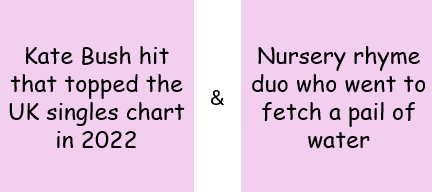 Kate Bush hit
that topped the
UK singles chart
in 2022
&
Nursery rhyme
duo who went to
fetch a pail of
water